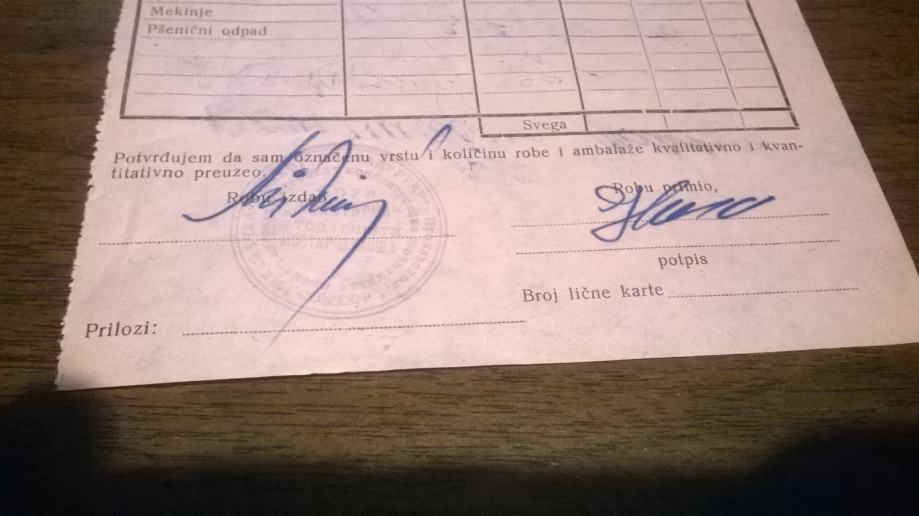 Mekinje
Pšenični otpad
Svega
Potvrđujem da sam označenu vrstu i količinu robe i ambalaže kvalitativno i kvan-
titativno preuzeo.
Robu izdao
Robu primio,
potpis
Broj lične karte
Prilozi: